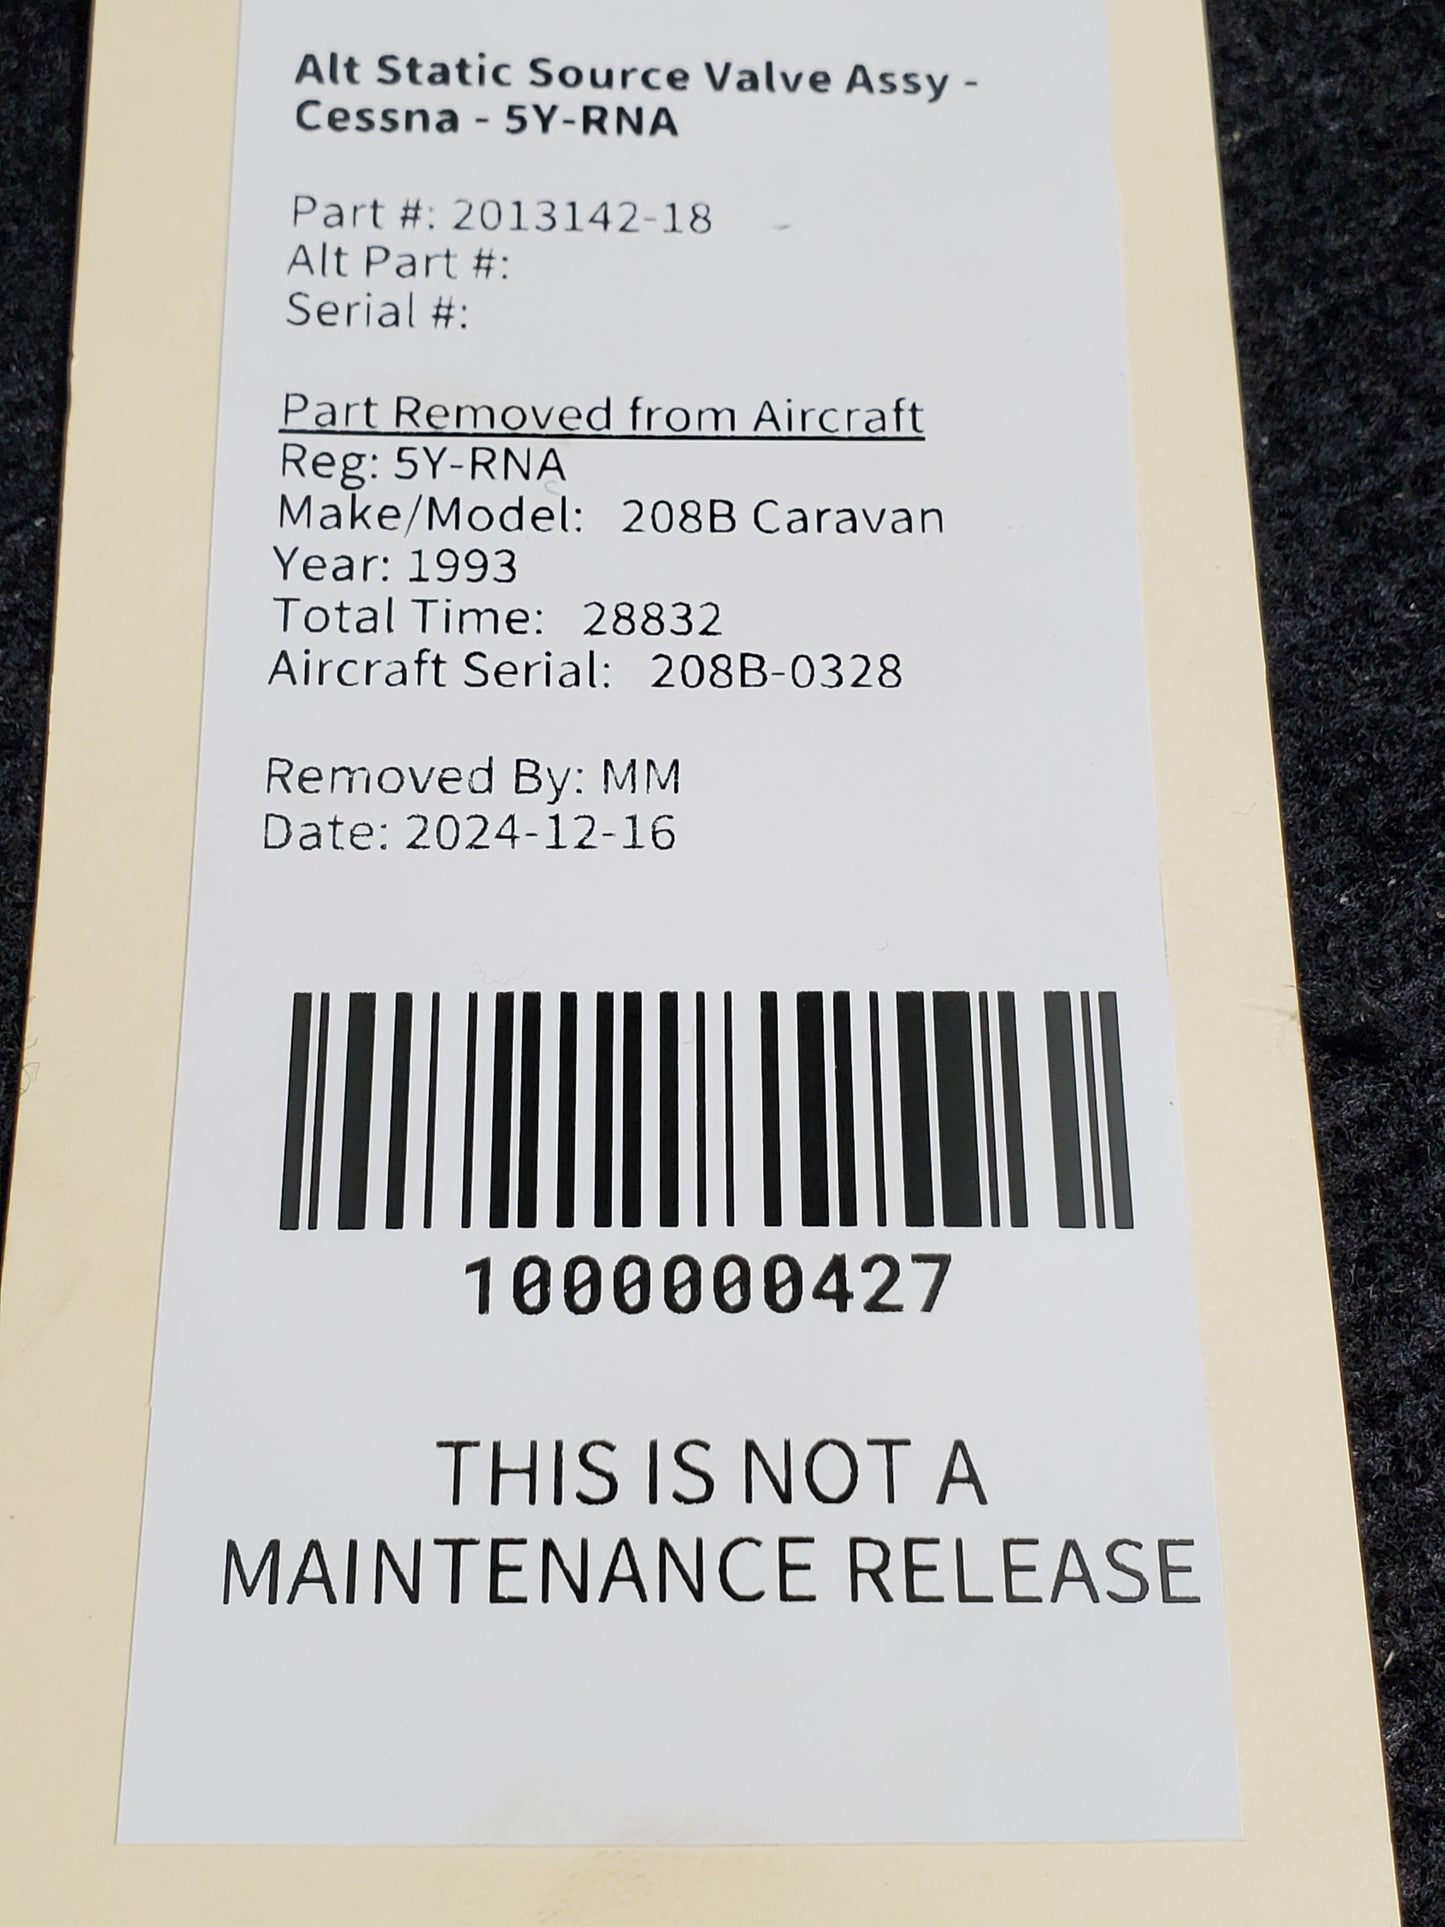 Alt Static Source Valve Assy -
Cessna - 5Y-RNA
Part #: 2013142-18
Alt Part #:
Serial #:
Part Removed from Aircraft
Reg: 5Y-RNA
Make/Model: 208B Caravan
Year: 1993
Total Time: 28832
Aircraft Serial: 208B-0328
Removed By: MM
Date: 2024-12-16
1000000427
THIS IS NOT A
MAINTENANCE RELEASE